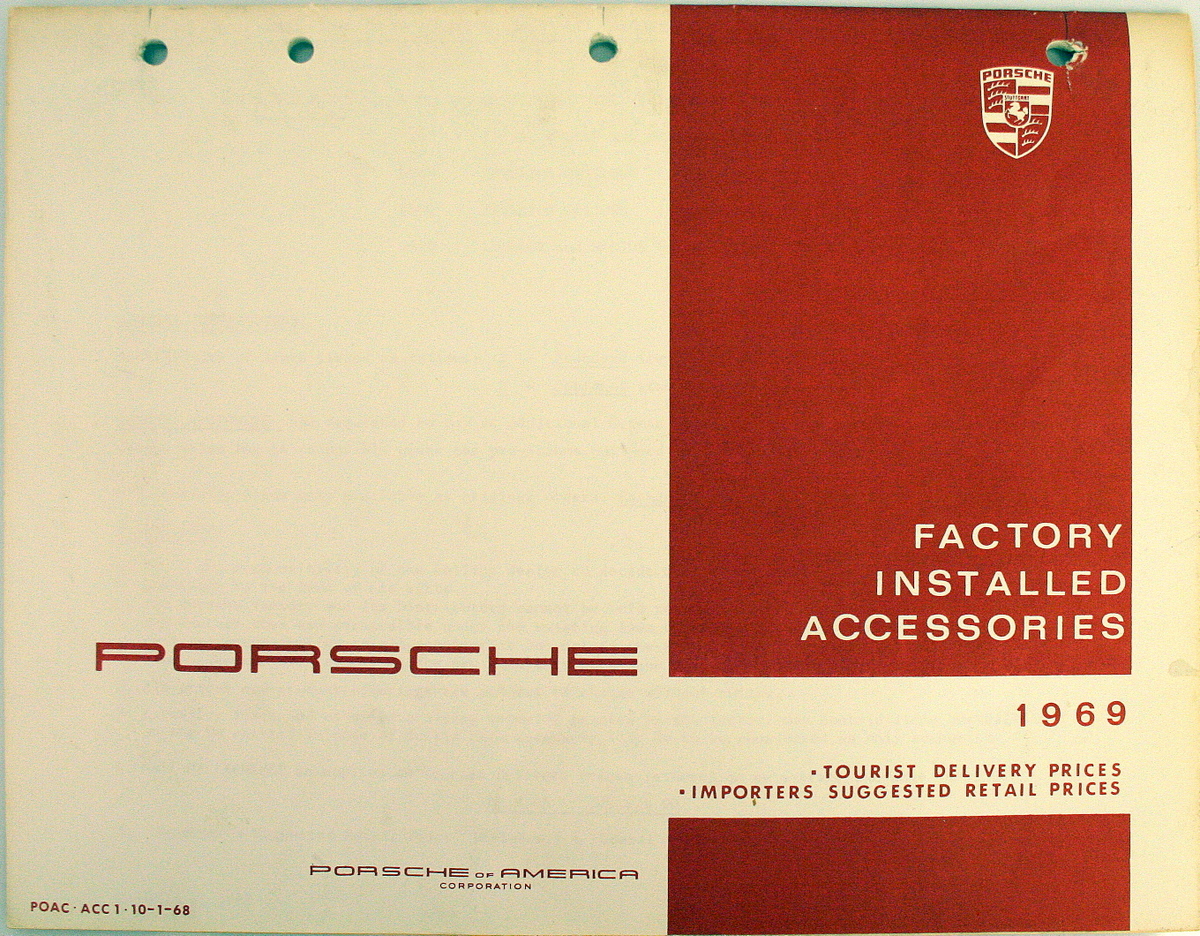 PORSCHE
STUTTGART
FACTORY
INSTALLED
ACCESSORIES
PORSCHE
1969
▪TOURIST DELIVERY PRICES
▪IMPORTERS SUGGESTED RETAIL PRICES
PORSCHE OF AMERICA
CORPORATION
POAC·ACC 1·10-1-68